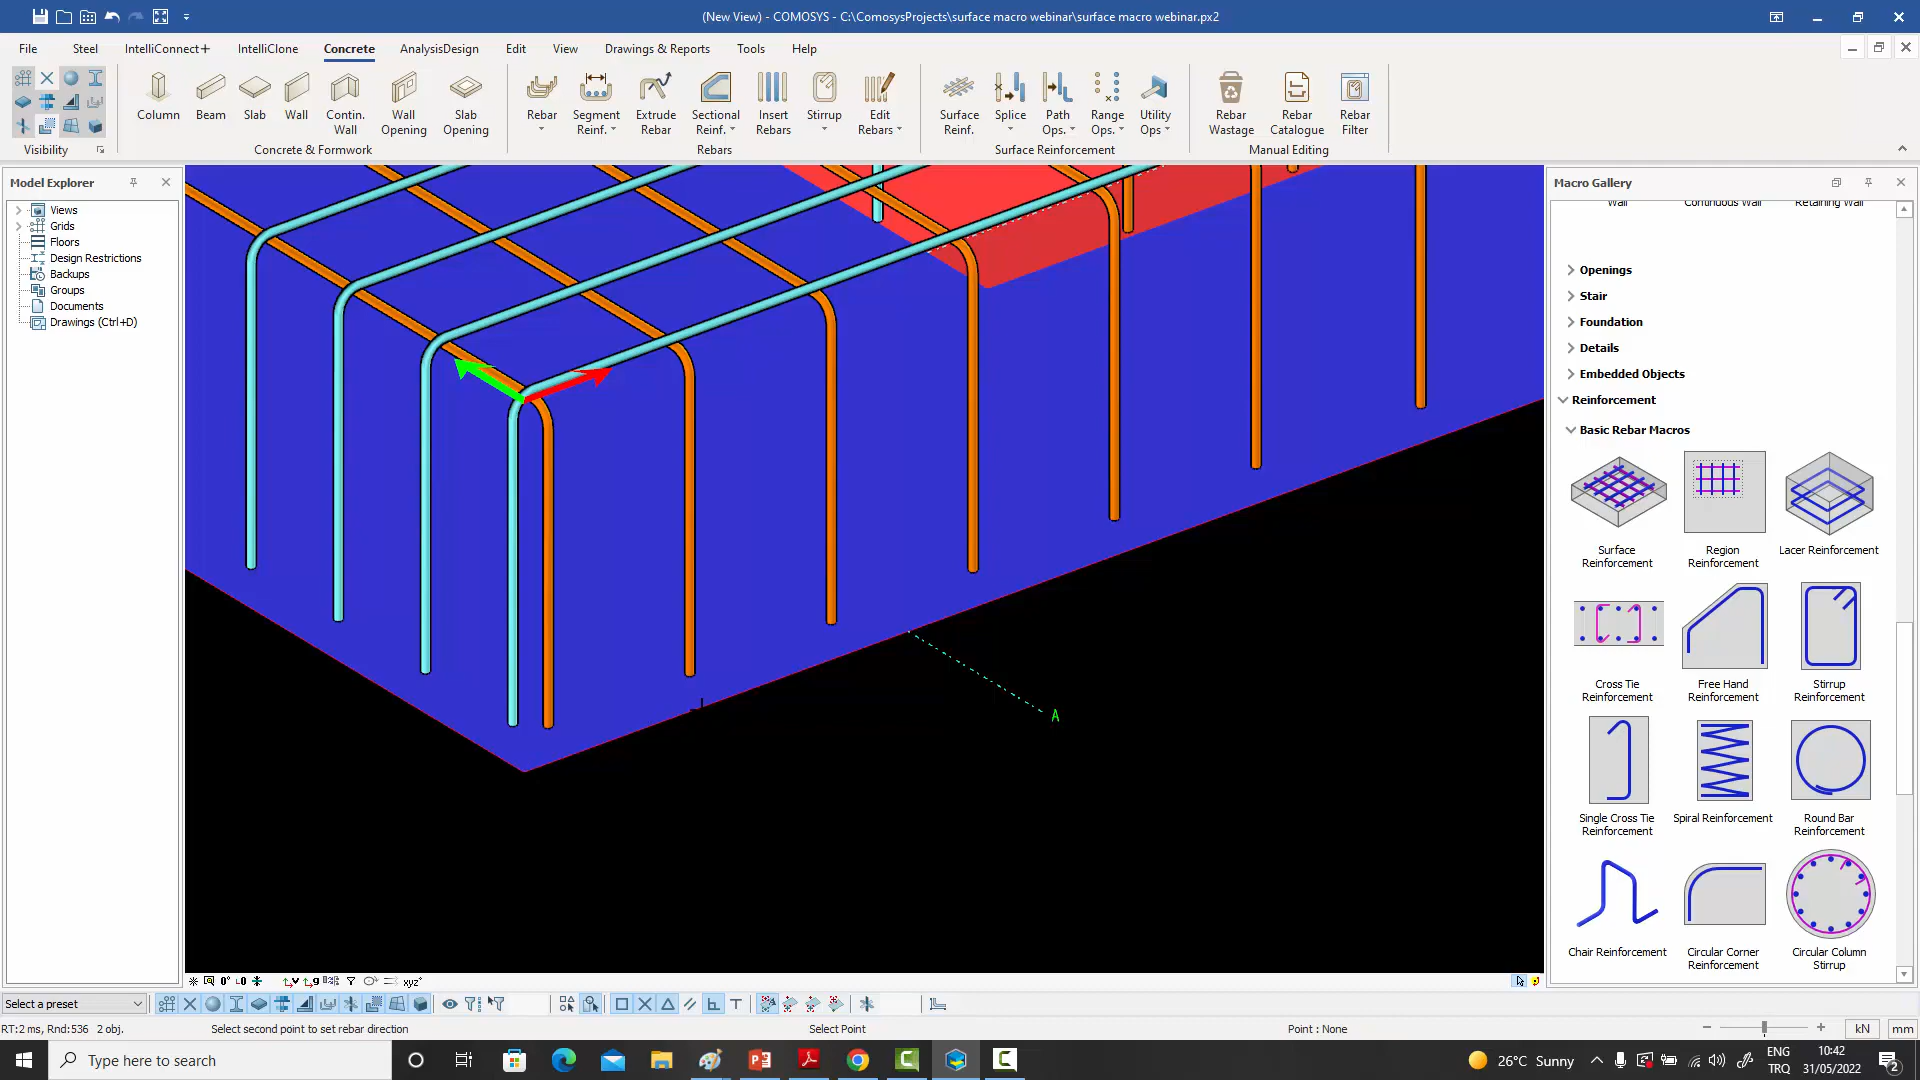 (New View) - COMOSYS - C:\ComosysProjects\surface macro webinar\surface macro webinar.px2
File Steel IntelliConnect+ IntelliClone Concrete AnalysisDesign Edit View Drawings & Reports Tools Help
Column Beam Slab Wall Contin. Wall Wall Opening Slab Opening
Rebar Segment Reinf. Extrude Rebar Sectional Reinf. Insert Rebars Stirrup Edit Rebars
Surface Reinf. Splice Path Ops. Range Ops. Utility Ops
Rebar Wastage Rebar Catalogue Rebar Filter
Visibility Concrete & Formwork Rebars Surface Reinforcement Manual Editing
Model Explorer
Views
Grids
Floors
Design Restrictions
Backups
Groups
Documents
Drawings (Ctrl+D)
A
Macro Gallery
Wall Continuous Wall Retaining Wall
Openings
Stair
Foundation
Details
Embedded Objects
Reinforcement
Basic Rebar Macros
Surface Reinforcement Region Reinforcement Lacer Reinforcement
Cross Tie Reinforcement Free Hand Reinforcement Stirrup Reinforcement
Single Cross Tie Reinforcement Spiral Reinforcement Round Bar Reinforcement
Chair Reinforcement Circular Corner Reinforcement Circular Column Stirrup
xyz
Select a preset
RT:2 ms, Rnd:536 2 obj. Select second point to set rebar direction Select Point Point : None kN mm
Type here to search
26°C Sunny
ENG
TRQ
10:42
31/05/2022
2